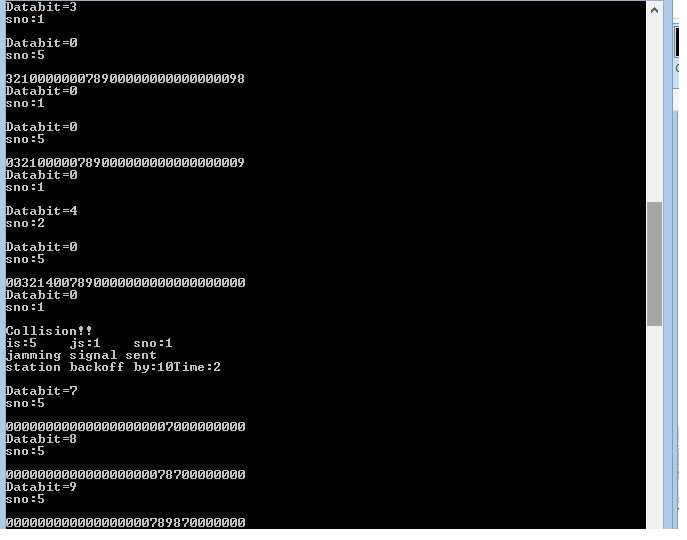 Databit=3
sno:1
Databit=0
sno:5
321000000078900000000000000098
Databit=0
sno:1
Databit=0
sno:5
032100000789000000000000000009
Databit=0
sno:1
Databit=4
sno:2
Databit=0
sno:5
003214007890000000000000000000
Databit=0
sno:1
Collision!!
is:5    js:1    sno:1
jamming signal sent
station backoff by:10Time:2
Databit=7
sno:5
000000000000000000007000000000
Databit=8
sno:5
000000000000000000078700000000
Databit=9
sno:5
000000000000000000789870000000